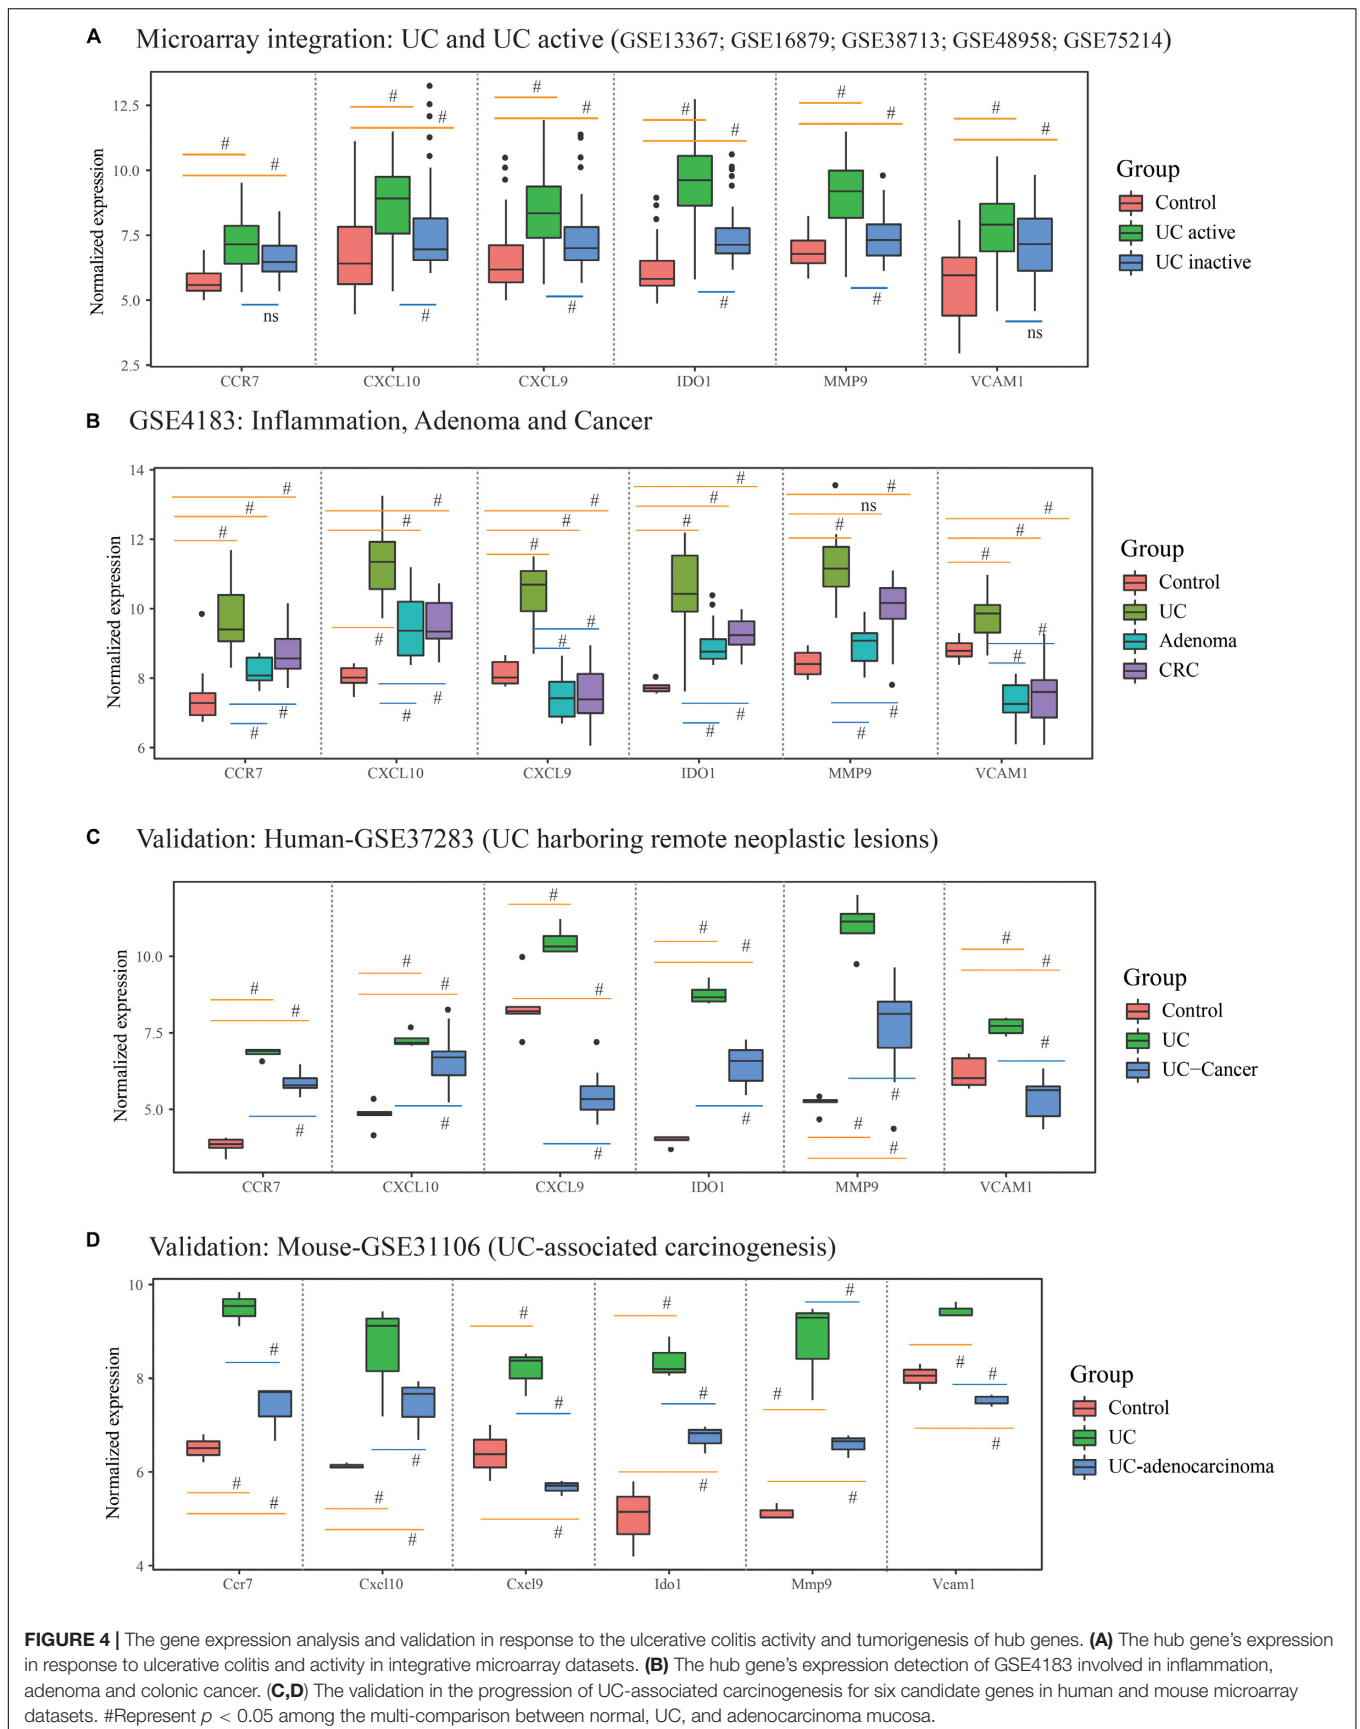 A Microarray integration: UC and UC active (GSE13367; GSE16879; GSE38713; GSE48958; GSE75214)
Normalized expression
12.5
10.0
7.5
5.0
2.5
# # # # # # # # # # # #
ns # # # # ns
CCR7 CXCL10 CXCL9 IDO1 MMP9 VCAM1
Group
Control
UC active
UC inactive
B GSE4183: Inflammation, Adenoma and Cancer
Normalized expression
14
12
10
8
6
# # # # # # # # # # # # # ns # # # #
# # # # # # # # # # # #
CCR7 CXCL10 CXCL9 IDO1 MMP9 VCAM1
Group
Control
UC
Adenoma
CRC
C Validation: Human-GSE37283 (UC harboring remote neoplastic lesions)
Normalized expression
10.0
7.5
5.0
# # # # # # # # # # # #
# # # # # #
CCR7 CXCL10 CXCL9 IDO1 MMP9 VCAM1
Group
Control
UC
UC−Cancer
D Validation: Mouse-GSE31106 (UC-associated carcinogenesis)
Normalized expression
10
8
6
4
# # # # # # # # #
# # # # # # # # #
Ccr7 Cxcl10 Cxcl9 Ido1 Mmp9 Vcam1
Group
Control
UC
UC-adenocarcinoma
FIGURE 4 | The gene expression analysis and validation in response to the ulcerative colitis activity and tumorigenesis of hub genes. (A) The hub gene's expression
in response to ulcerative colitis and activity in integrative microarray datasets. (B) The hub gene's expression detection of GSE4183 involved in inflammation,
adenoma and colonic cancer. (C,D) The validation in the progression of UC-associated carcinogenesis for six candidate genes in human and mouse microarray
datasets. #Represent p < 0.05 among the multi-comparison between normal, UC, and adenocarcinoma mucosa.